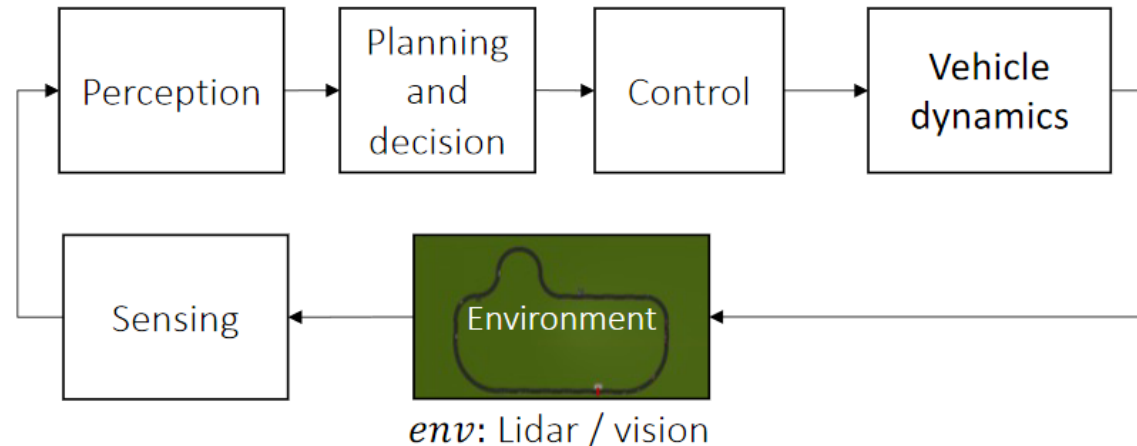 Perception
Planning
and
decision
Control
Vehicle
dynamics
Sensing
Environment
env: Lidar / vision